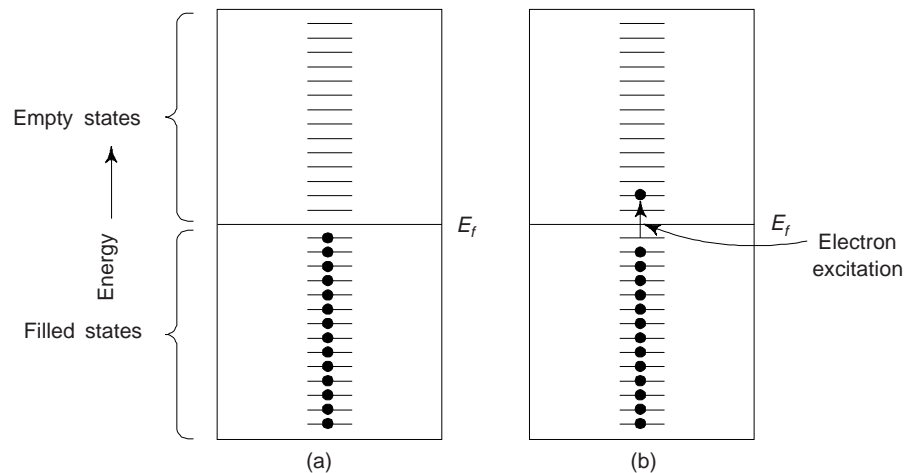 Empty states
Energy
Filled states
E_f
(a)
E_f
Electron
excitation
(b)